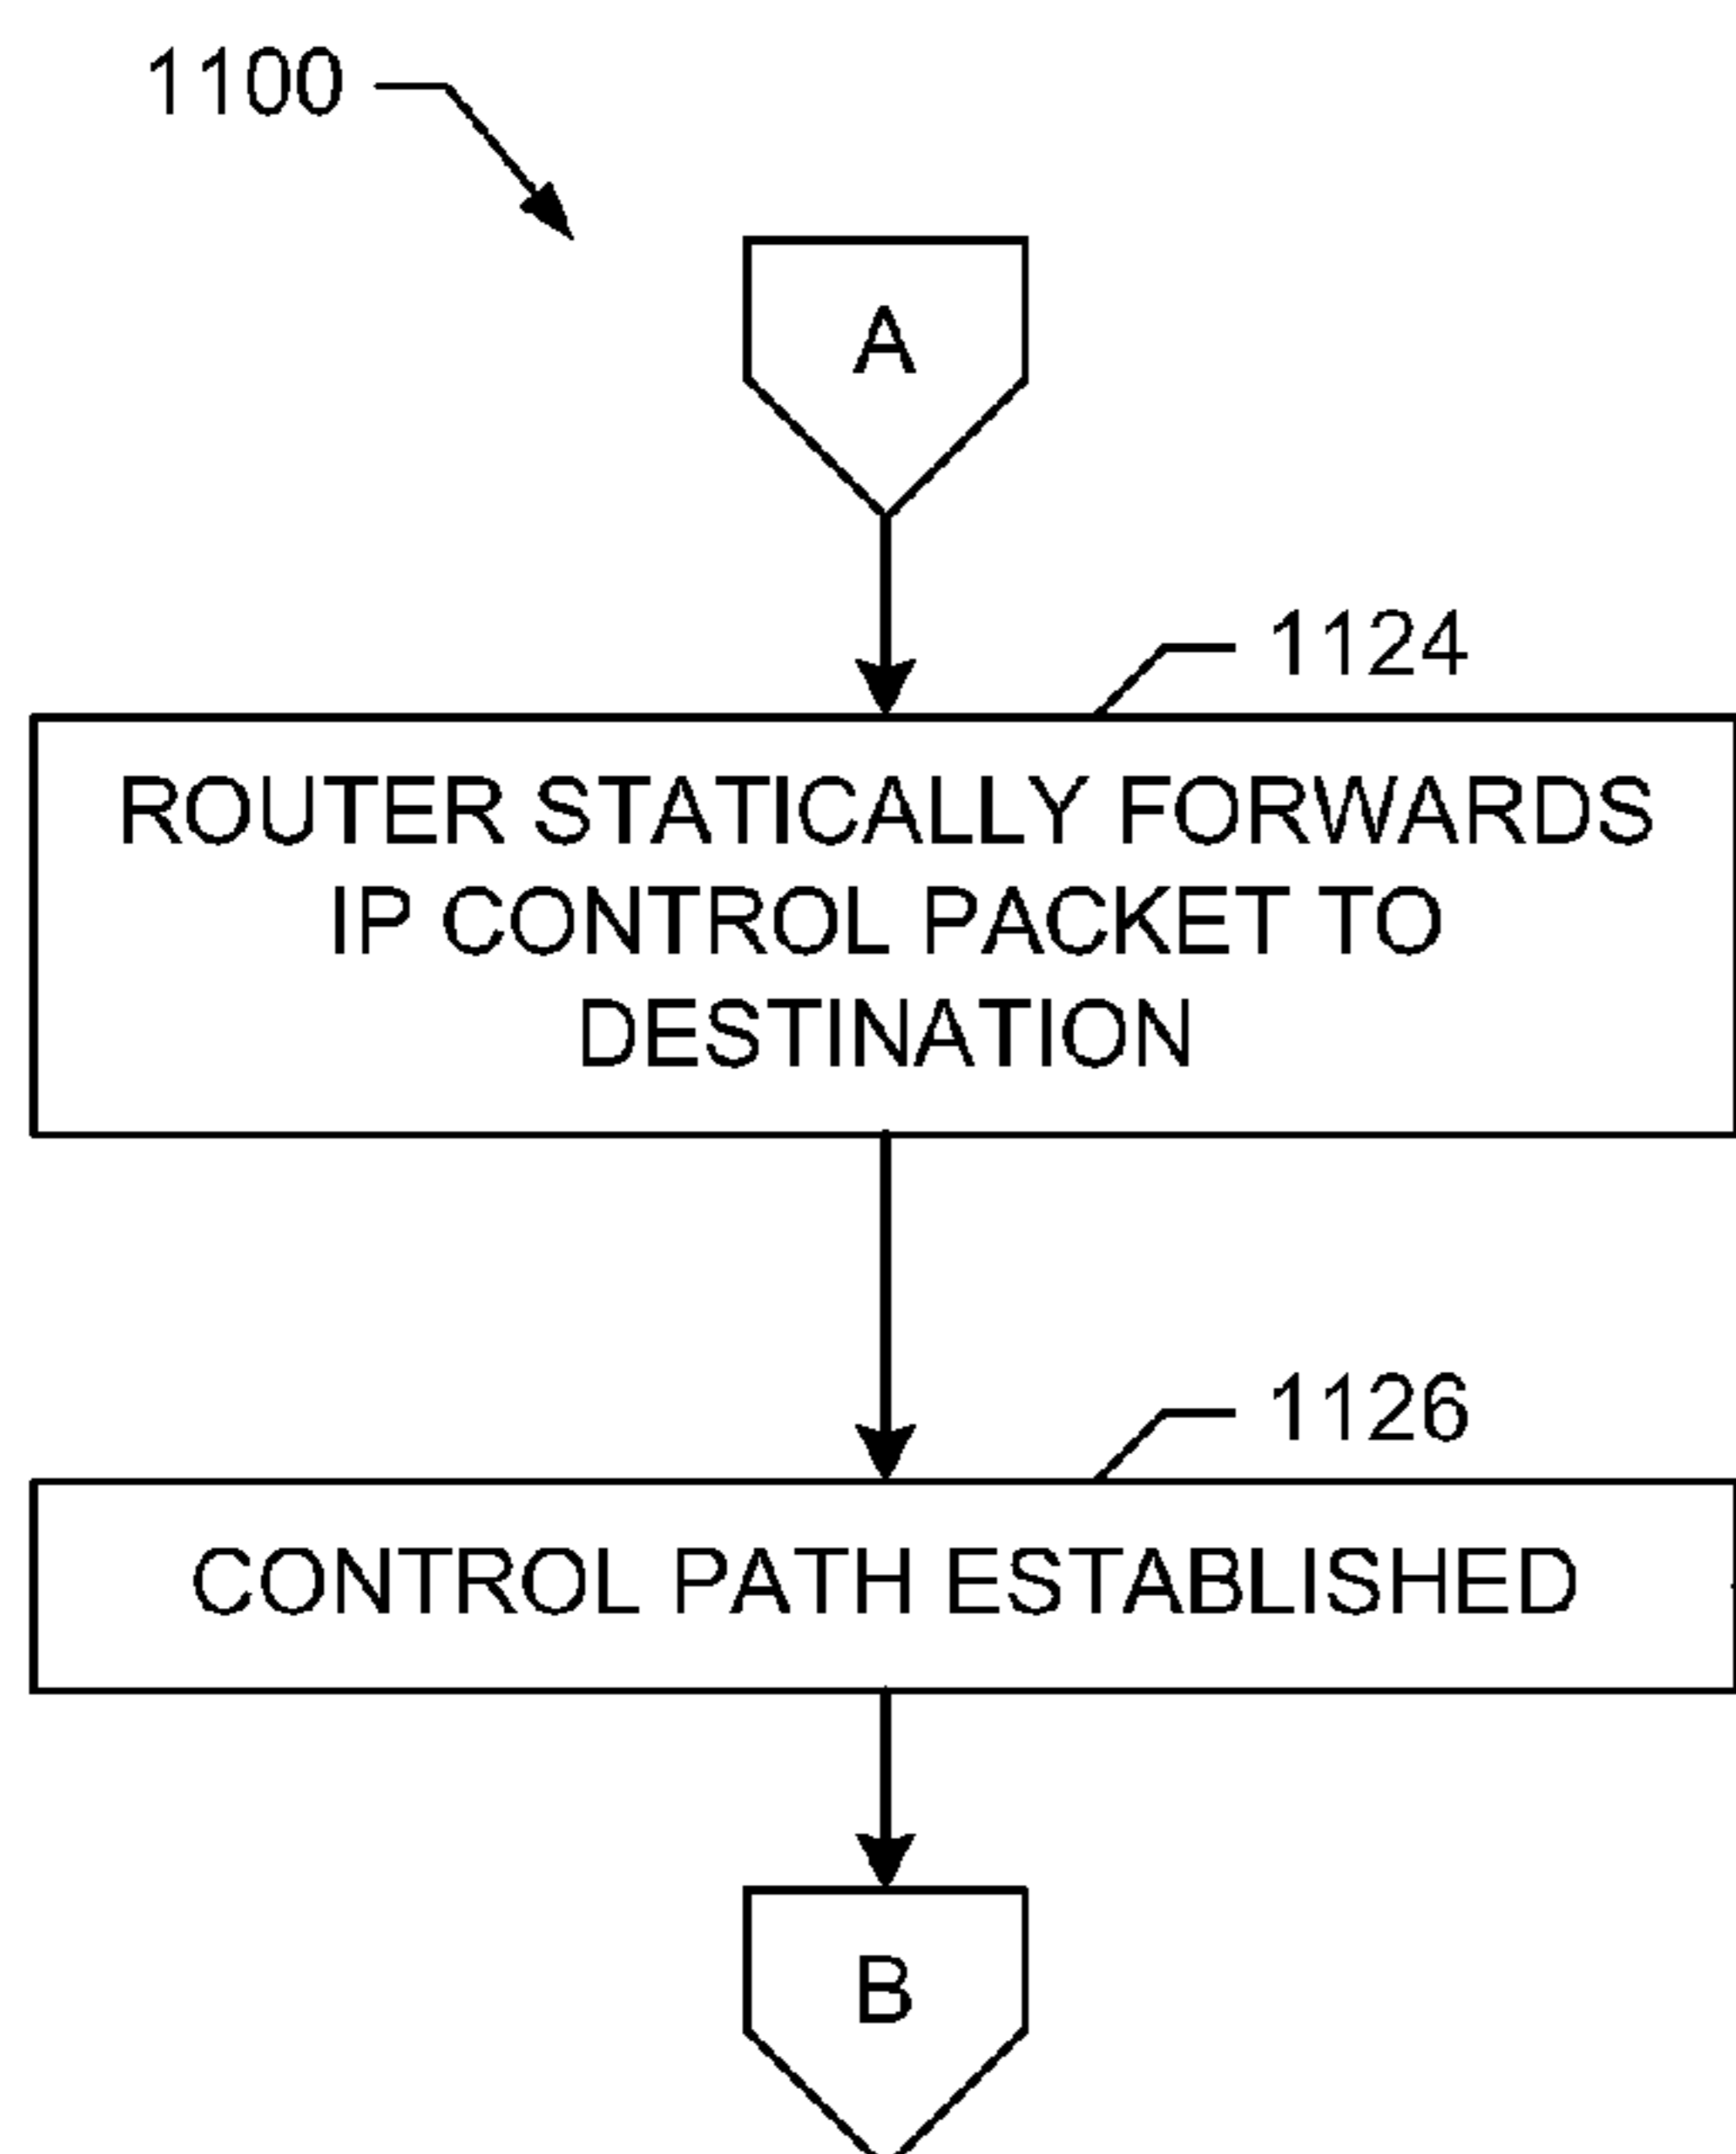 1100
A
1124
ROUTER STATICALLY FORWARDS
IP CONTROL PACKET TO
DESTINATION
1126
CONTROL PATH ESTABLISHED
B